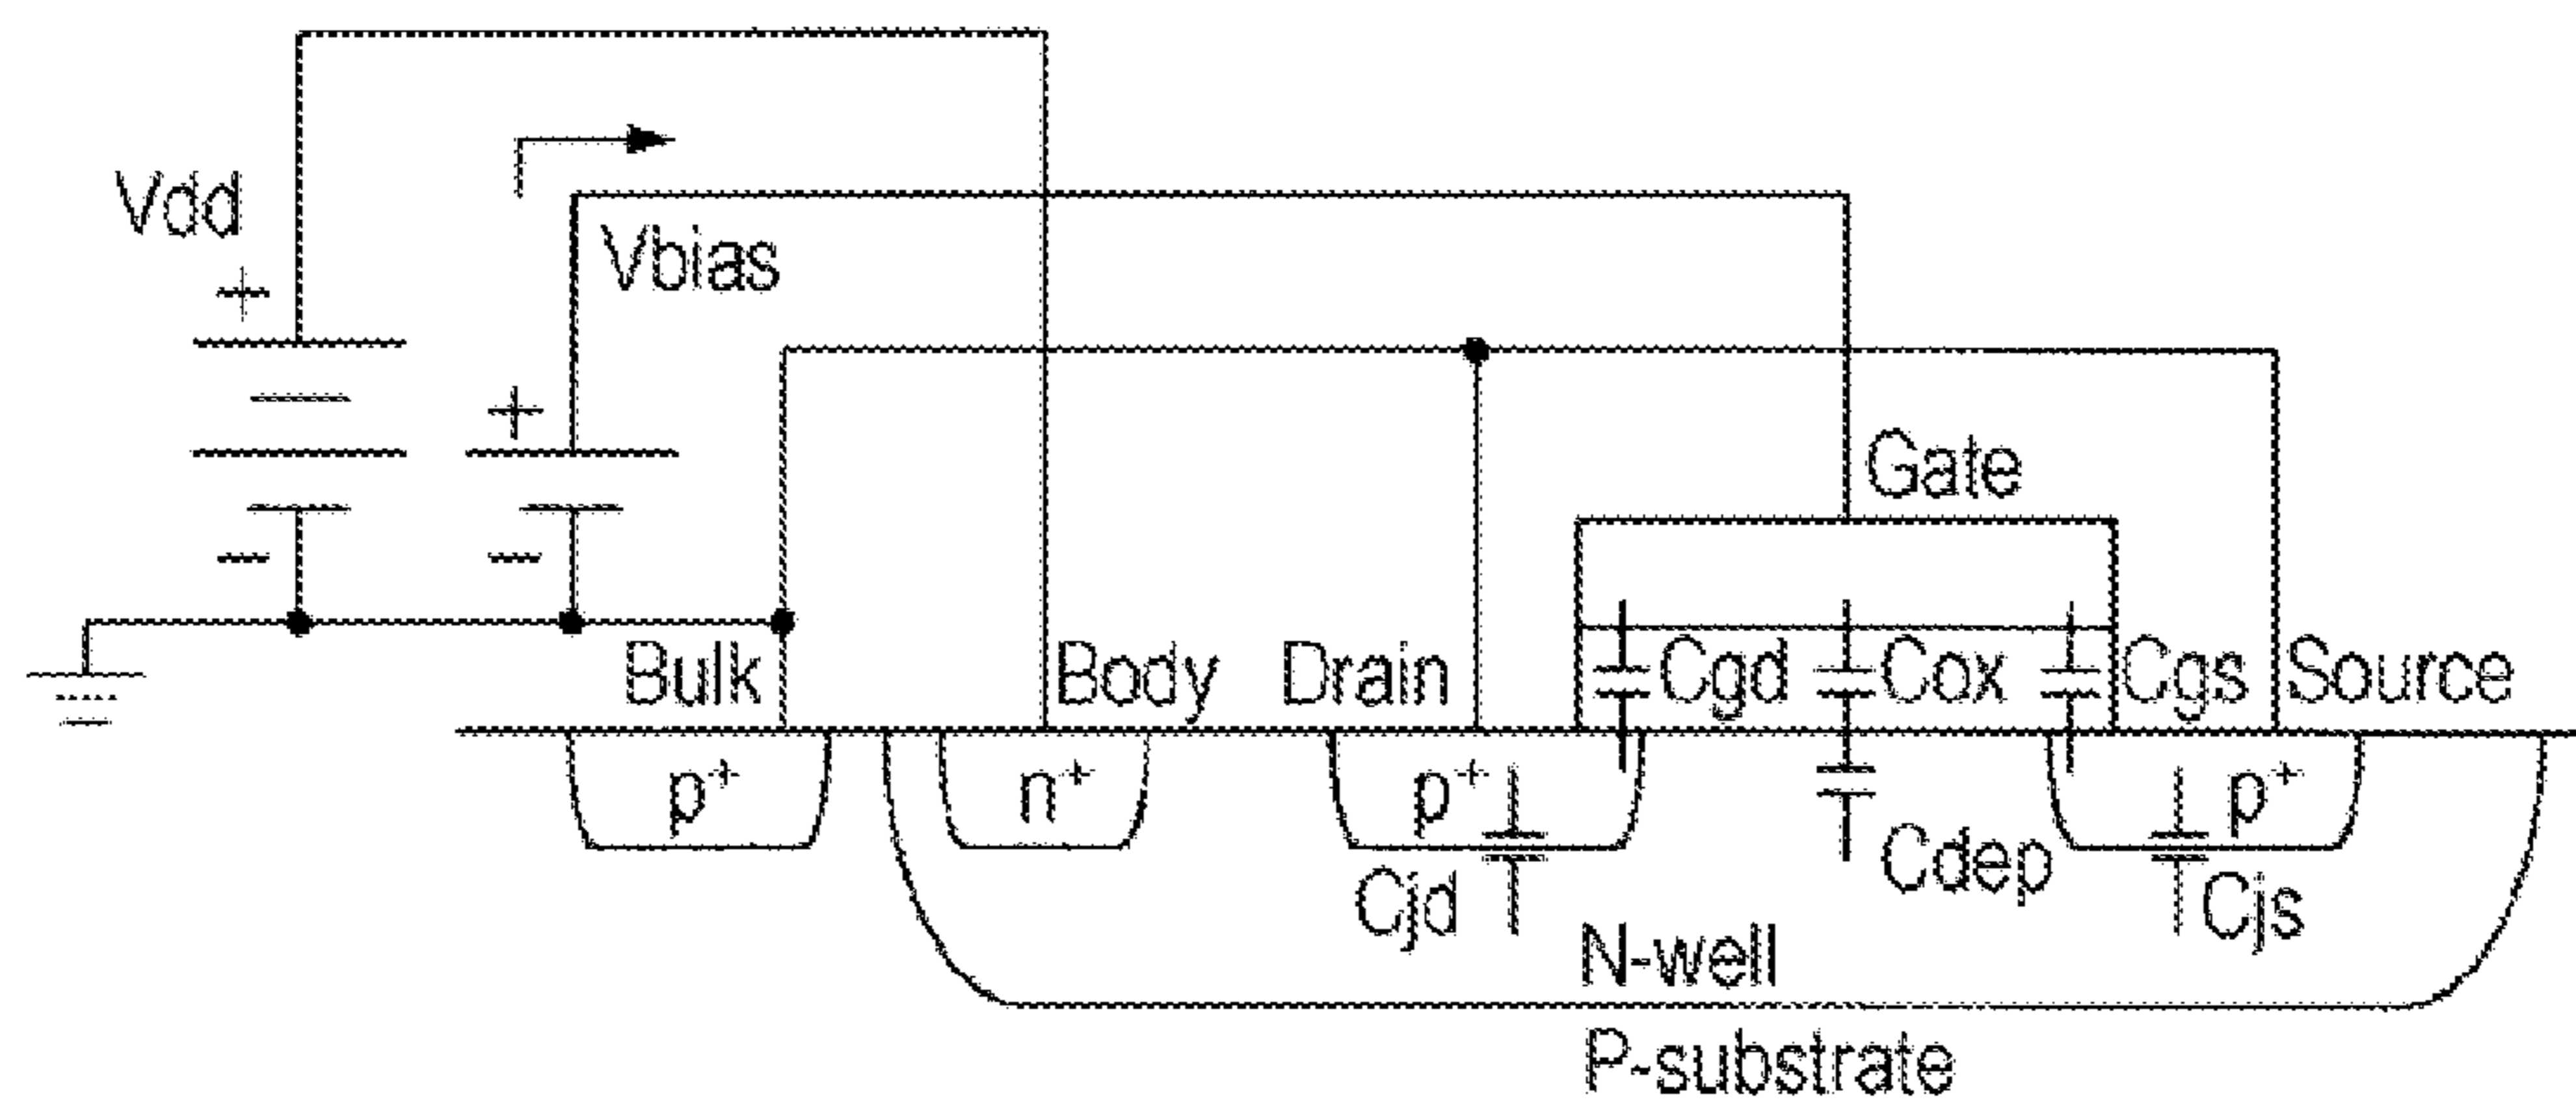 Vdd
+
Vbias
+
Gate
−
−
Bulk
Body
Drain
Cgd
Cox
Cgs
Source
p+
n+
p+
p+
Cdep
Cjd
Cjs
N-well
P-substrate